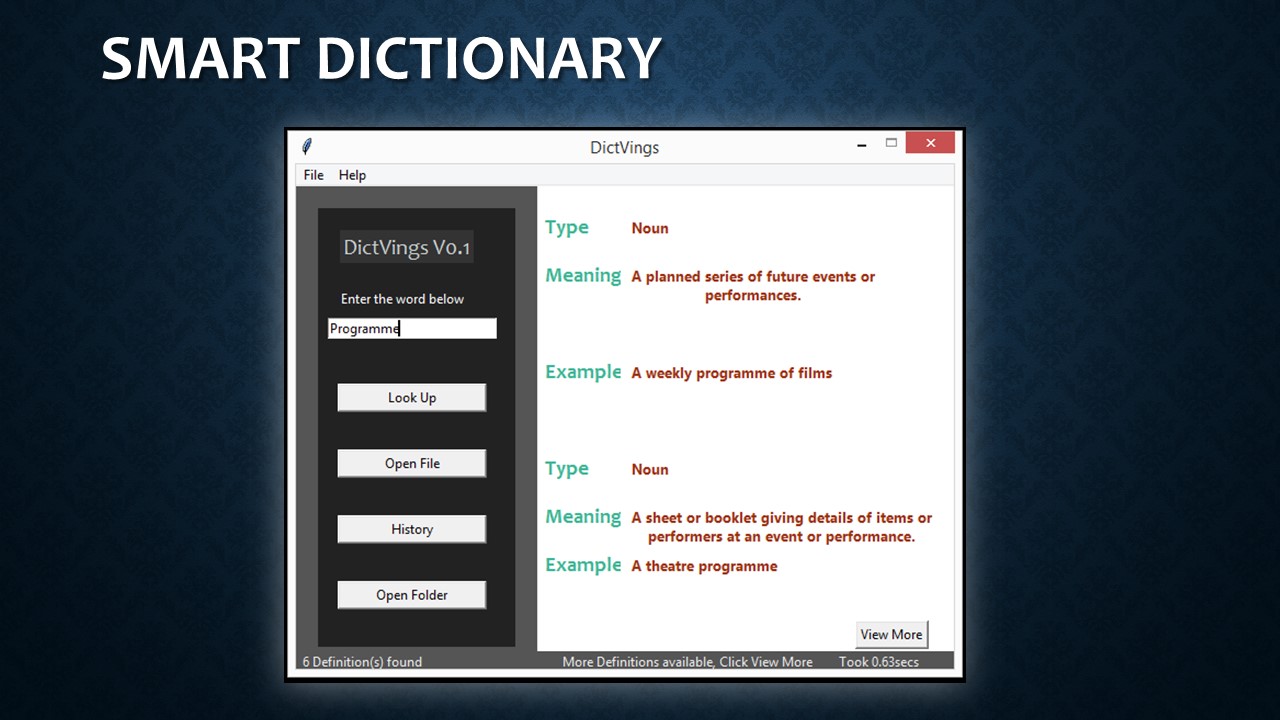 SMART DICTIONARY
DictVings
File Help
DictVings V0.1
Enter the word below
Programme
Look Up
Open File
History
Open Folder
Type Noun
Meaning A planned series of future events or
performances.
Example A weekly programme of films
Type Noun
Meaning A sheet or booklet giving details of items or
performers at an event or performance.
Example A theatre programme
View More
6 Definition(s) found More Definitions available, Click View More Took 0.63secs